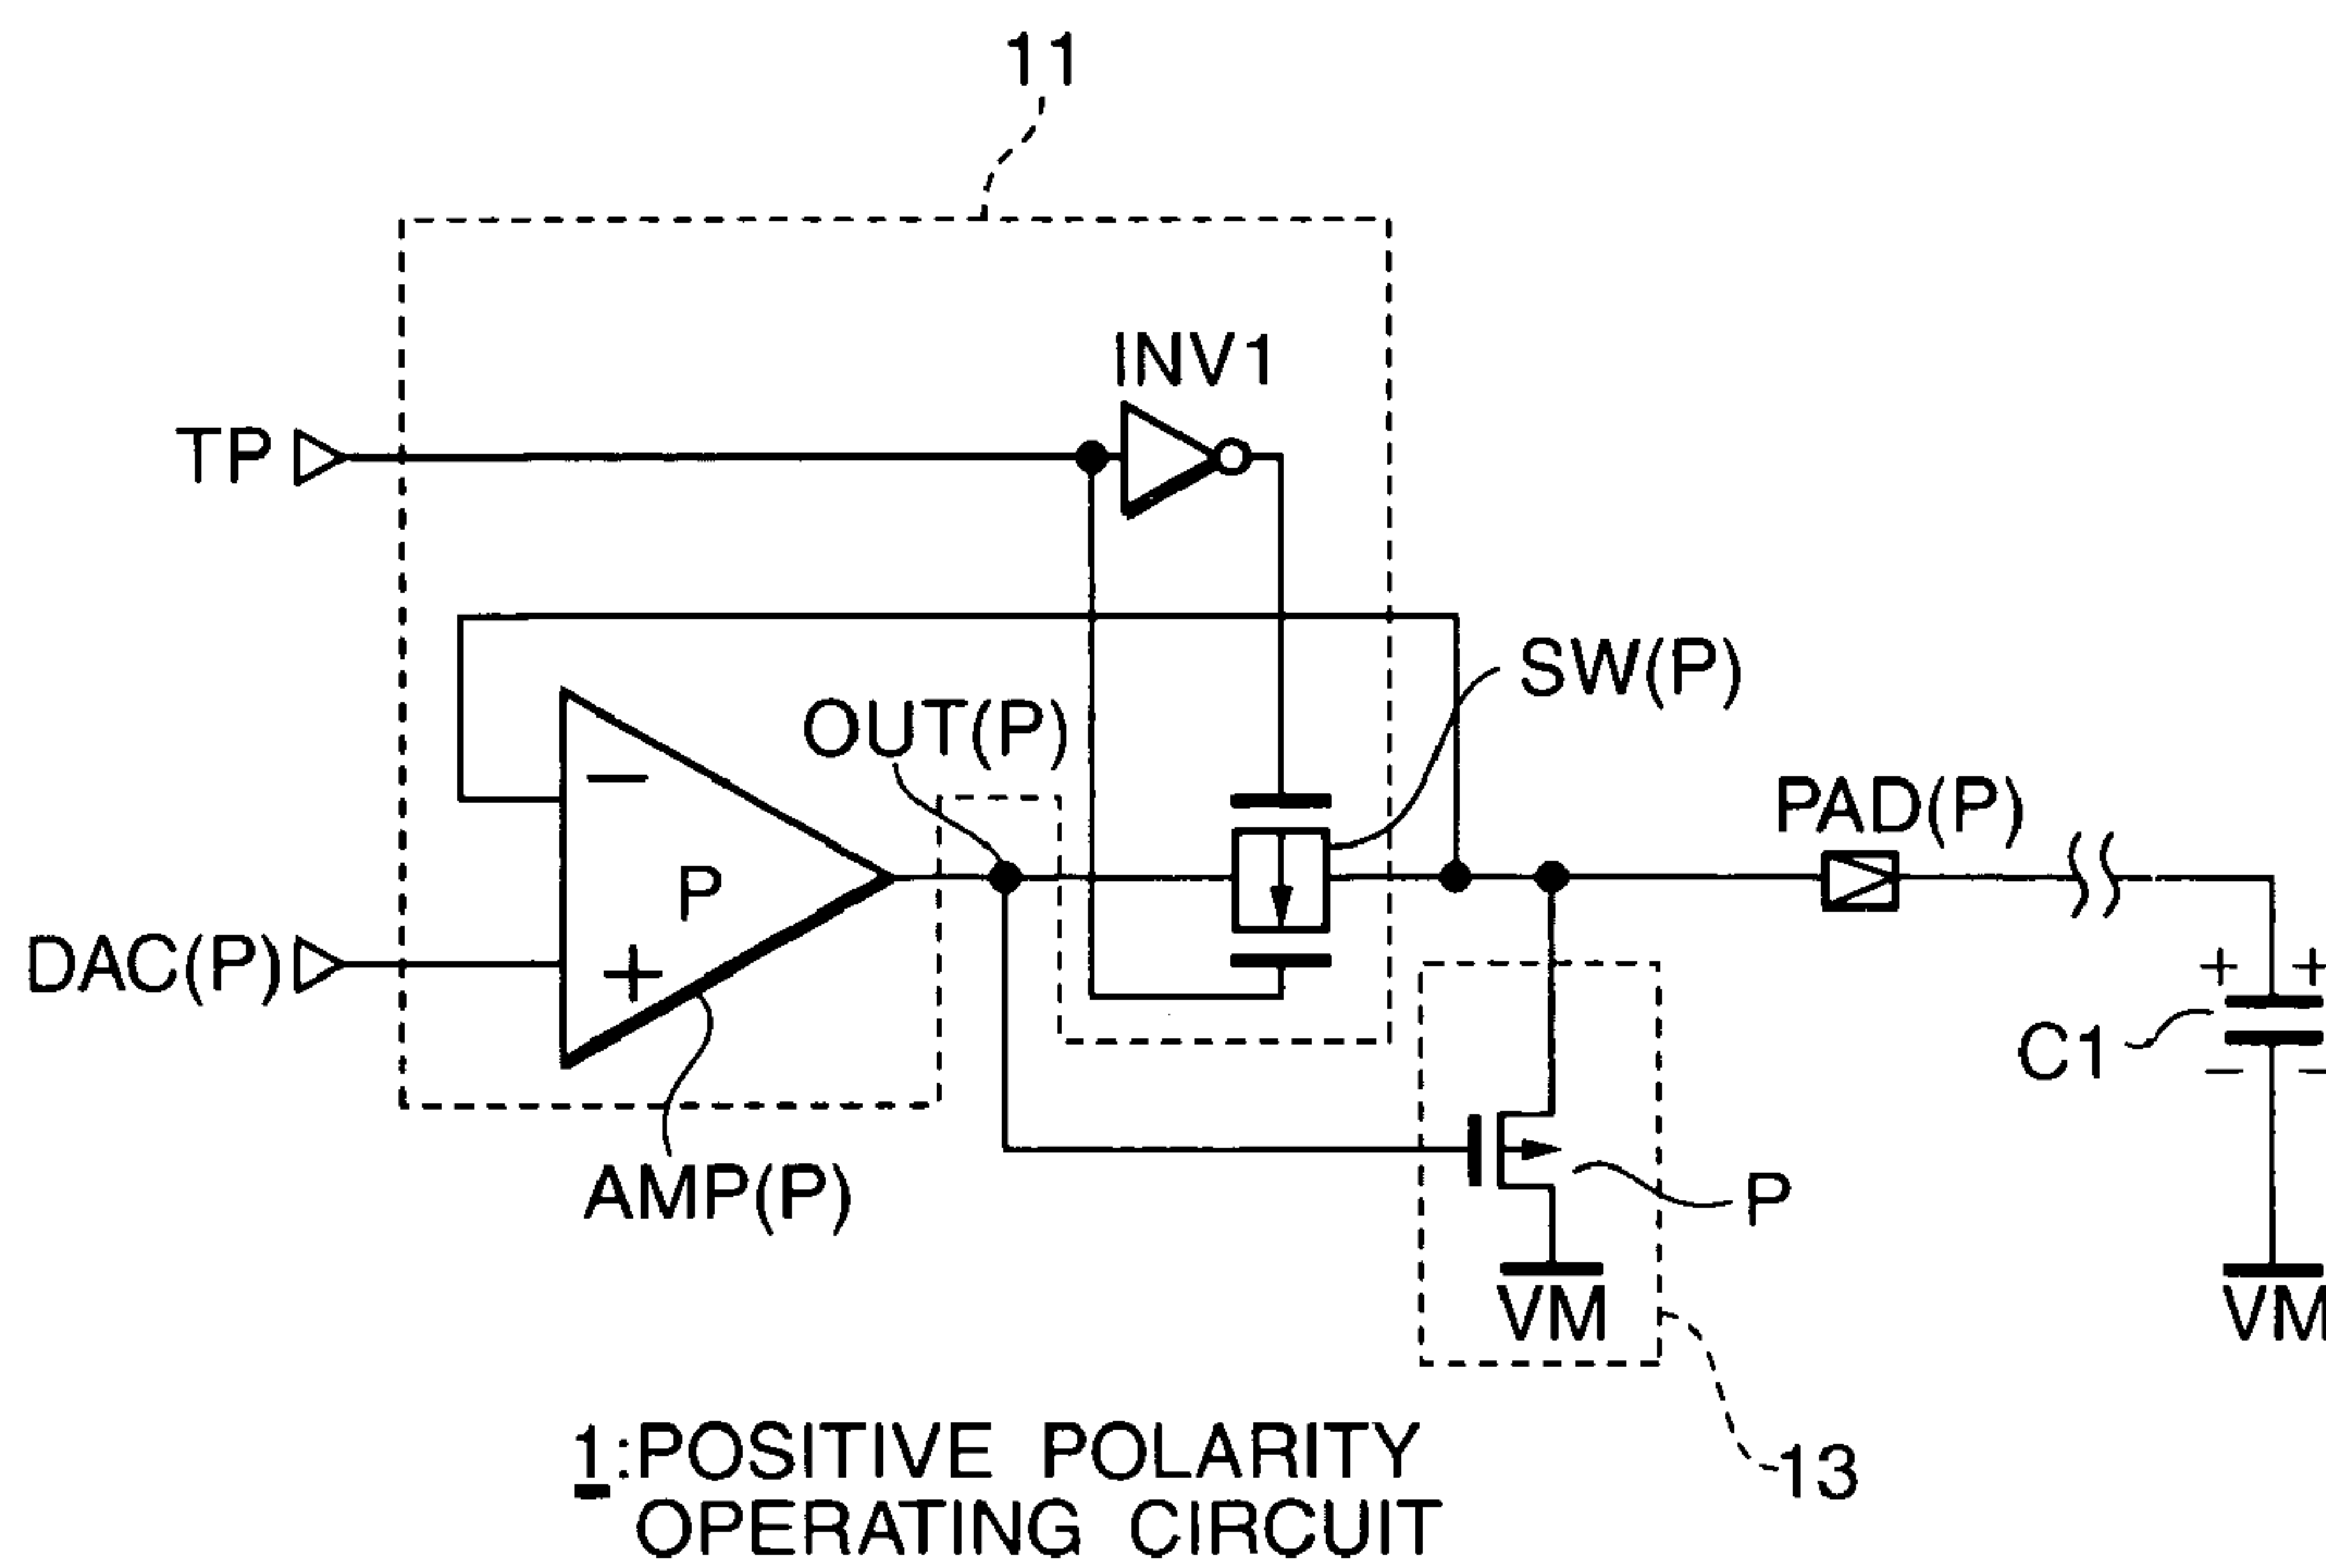 11
INV1
TP
SW(P)
OUT(P)
PAD(P)
−
P
DAC(P)
+
+ +
C1
− −
AMP(P)
P
VM
VM
1:POSITIVE POLARITY
OPERATING CIRCUIT
13